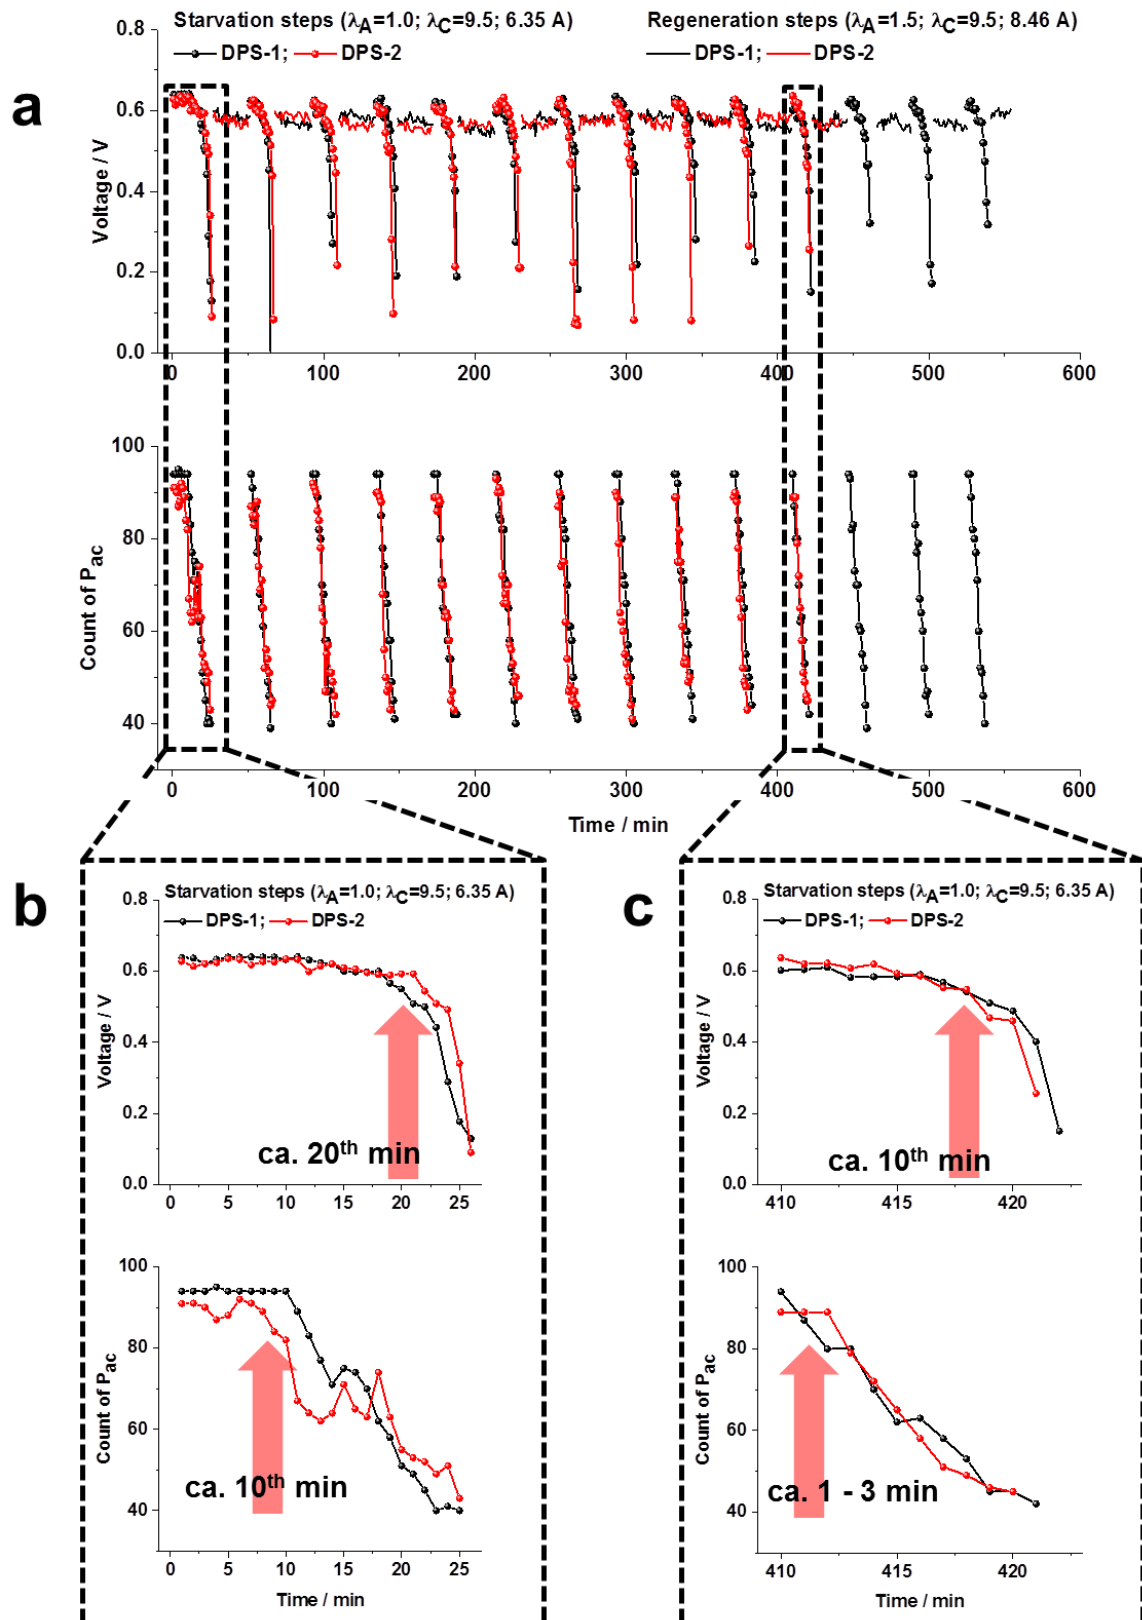 Starvation steps (λA=1.0; λC=9.5; 6.35 A)
Regeneration steps (λA=1.5; λC=9.5; 8.46 A)
DPS-1; DPS-2
DPS-1; DPS-2
a
Voltage / V
0.8
0.6
0.4
0.2
0.0
0 100 200 300 400 500 600
Count of Pac
100
80
60
40
0 100 200 300 400 500 600
Time / min
b
Starvation steps (λA=1.0; λC=9.5; 6.35 A)
DPS-1; DPS-2
Voltage / V
0.8
0.6
0.4
0.2
0.0
ca. 20th min
0 5 10 15 20 25
Count of Pac
100
80
60
40
ca. 10th min
0 5 10 15 20 25
Time / min
c
Starvation steps (λA=1.0; λC=9.5; 6.35 A)
DPS-1; DPS-2
Voltage / V
0.8
0.6
0.4
0.2
0.0
ca. 10th min
410 415 420
Count of Pac
100
80
60
40
ca. 1 - 3 min
410 415 420
Time / min